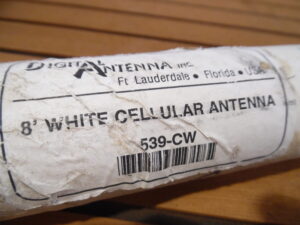 DIGITAL ANTENNA INC.
Ft Lauderdale • Florida • USA
8' WHITE CELLULAR ANTENNA
539-CW